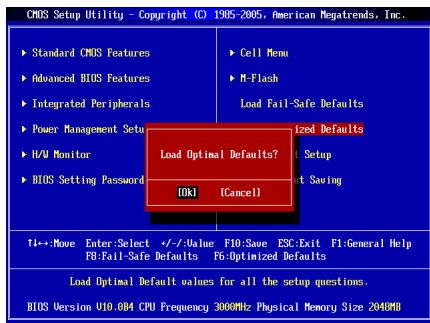 CMOS Setup Utility - Copyright (C) 1985-2005, American Megatrends, Inc.
▶ Standard CMOS Features
▶ Advanced BIOS Features
▶ Integrated Peripherals
▶ Power Management Setu
▶ H/W Monitor
▶ BIOS Setting Password
▶ Cell Menu
▶ M-Flash
Load Fail-Safe Defaults
ized Defaults
t Setup
ut Saving
Load Optimal Defaults?
[Ok] [Cancel]
↑↓↔:Move Enter:Select +/-/:Value F10:Save ESC:Exit F1:General Help
F8:Fail-Safe Defaults F6:Optimized Defaults
Load Optimal Default values for all the setup questions.
BIOS Version V10.0B4 CPU Frequency 3000MHz Physical Memory Size 2048MB